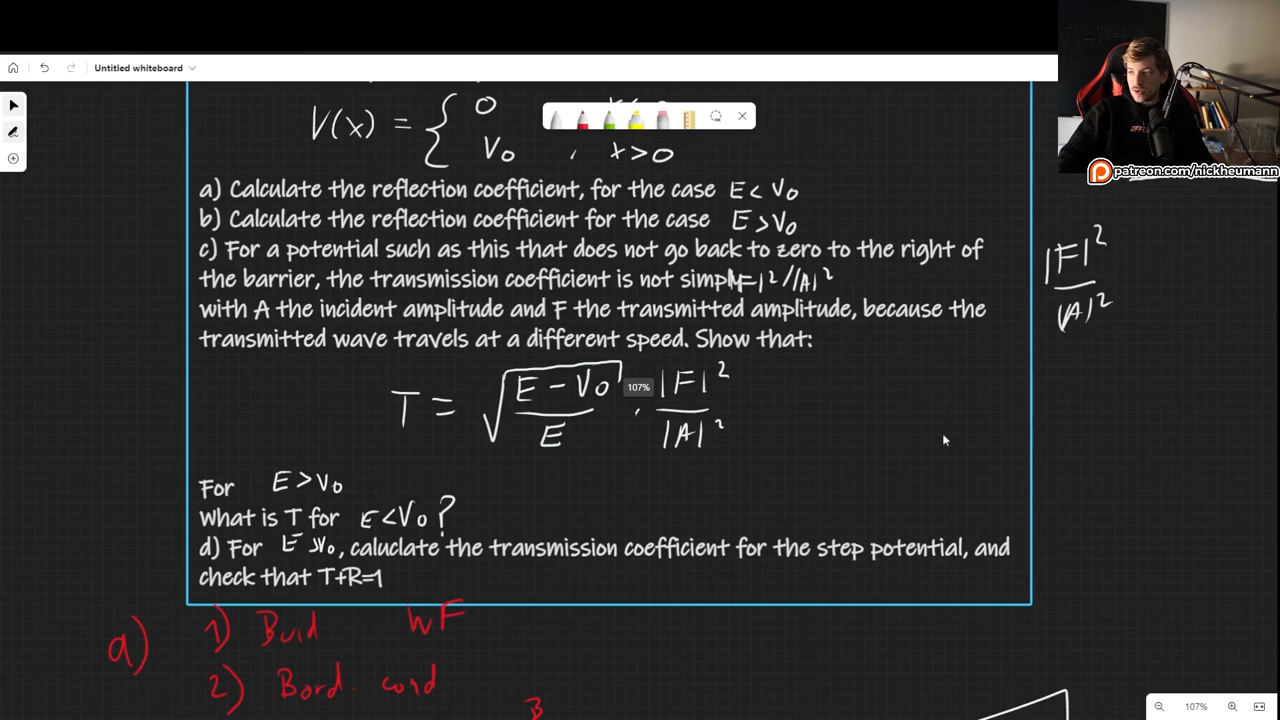 Untitled whiteboard
V(x) = { 0
V₀ , x > 0
patreon.com/nickheumann
a) Calculate the reflection coefficient, for the case E < V₀
b) Calculate the reflection coefficient for the case E > V₀
c) For a potential such as this that does not go back to zero to the right of
the barrier, the transmission coefficient is not simpl |²/|A|²
with A the incident amplitude and F the transmitted amplitude, because the
transmitted wave travels at a different speed. Show that:
|F|²
|A|²
T = √((E - V₀)/E) · |F|²/|A|²
107%
For E > V₀
What is T for E < V₀ ?
d) For E > V₀, caluclate the transmission coefficient for the step potential, and
check that T+R=1
a) 1) Buid WF
2) Bord. cond
B
107%